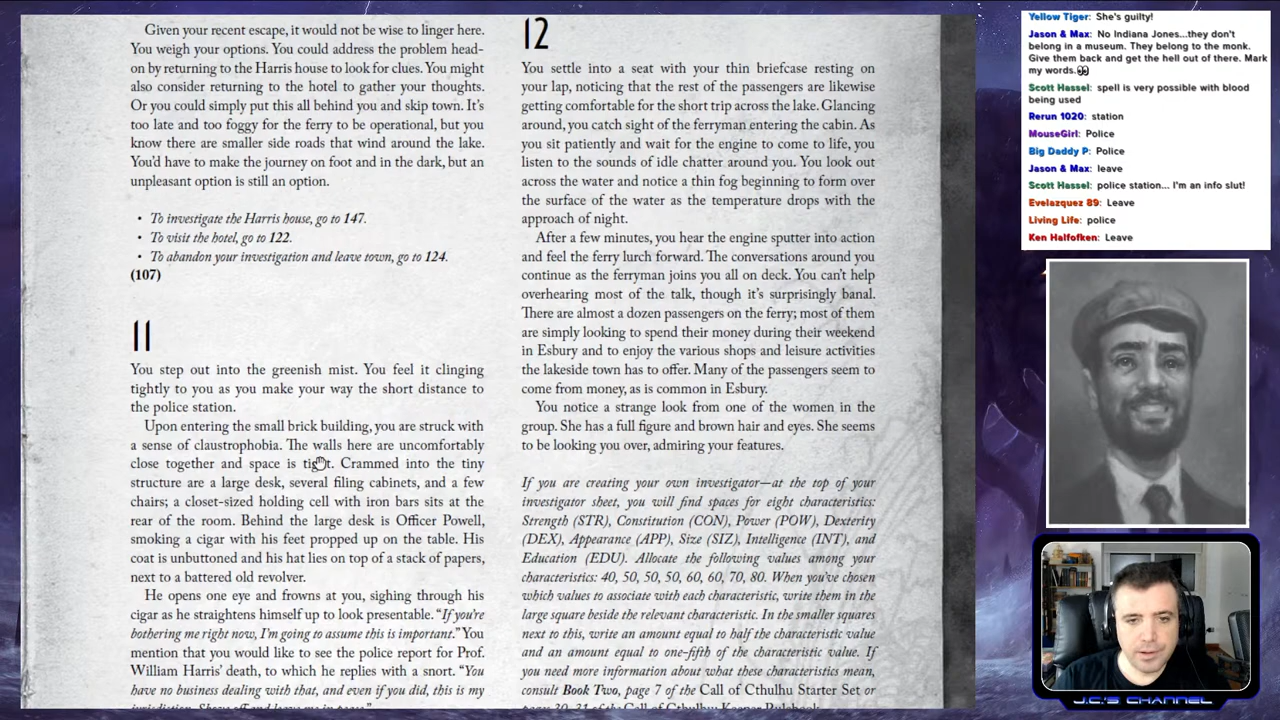 Given your recent escape, it would not be wise to linger here.
You weigh your options. You could address the problem head-
on by returning to the Harris house to look for clues. You might
also consider returning to the hotel to gather your thoughts.
Or you could simply put this all behind you and skip town. It's
too late and too foggy for the ferry to be operational, but you
know there are smaller side roads that wind around the lake.
You'd have to make the journey on foot and in the dark, but an
unpleasant option is still an option.
• To investigate the Harris house, go to 147.
• To visit the hotel, go to 122.
• To abandon your investigation and leave town, go to 124.
(107)
11
You step out into the greenish mist. You feel it clinging
tightly to you as you make your way the short distance to
the police station.
Upon entering the small brick building, you are struck with
a sense of claustrophobia. The walls here are uncomfortably
close together and space is tight. Crammed into the tiny
structure are a large desk, several filing cabinets, and a few
chairs; a closet-sized holding cell with iron bars sits at the
rear of the room. Behind the large desk is Officer Powell,
smoking a cigar with his feet propped up on the table. His
coat is unbuttoned and his hat lies on top of a stack of papers,
next to a battered old revolver.
He opens one eye and frowns at you, sighing through his
cigar as he straightens himself up to look presentable. "If you're
bothering me right now, I'm going to assume this is important." You
mention that you would like to see the police report for Prof.
William Harris' death, to which he replies with a snort. "You
have no business dealing with that, and even if you did, this is my
12
You settle into a seat with your thin briefcase resting on
your lap, noticing that the rest of the passengers are likewise
getting comfortable for the short trip across the lake. Glancing
around, you catch sight of the ferryman entering the cabin. As
you sit patiently and wait for the engine to come to life, you
listen to the sounds of idle chatter around you. You look out
across the water and notice a thin fog beginning to form over
the surface of the water as the temperature drops with the
approach of night.
After a few minutes, you hear the engine sputter into action
and feel the ferry lurch forward. The conversations around you
continue as the ferryman joins you all on deck. You can't help
overhearing most of the talk, though it's surprisingly banal.
There are almost a dozen passengers on the ferry; most of them
are simply looking to spend their money during their weekend
in Esbury and to enjoy the various shops and leisure activities
the lakeside town has to offer. Many of the passengers seem to
come from money, as is common in Esbury.
You notice a strange look from one of the women in the
group. She has a full figure and brown hair and eyes. She seems
to be looking you over, admiring your features.
If you are creating your own investigator—at the top of your
investigator sheet, you will find spaces for eight characteristics:
Strength (STR), Constitution (CON), Power (POW), Dexterity
(DEX), Appearance (APP), Size (SIZ), Intelligence (INT), and
Education (EDU). Allocate the following values among your
characteristics: 40, 50, 50, 50, 60, 60, 70, 80. When you've chosen
which values to associate with each characteristic, write them in the
large square beside the relevant characteristic. In the smaller squares
next to this, write an amount equal to half the characteristic value
and an amount equal to one-fifth of the characteristic value. If
you need more information about what these characteristics mean,
consult Book Two, page 7 of the Call of Cthulhu Starter Set or
Yellow Tiger: She's guilty!
Jason & Max: No Indiana Jones...they don't
belong in a museum. They belong to the monk.
Give them back and get the hell out of there. Mark
my words.👀
Scott Hassel: spell is very possible with blood
being used
Rerun 1020: station
MouseGirl: Police
Big Daddy P: Police
Jason & Max: leave
Scott Hassel: police station... I'm an info slut!
Evelazquez 89: Leave
Living Life: police
Ken Halfofken: Leave
J.C.'S CHANNEL